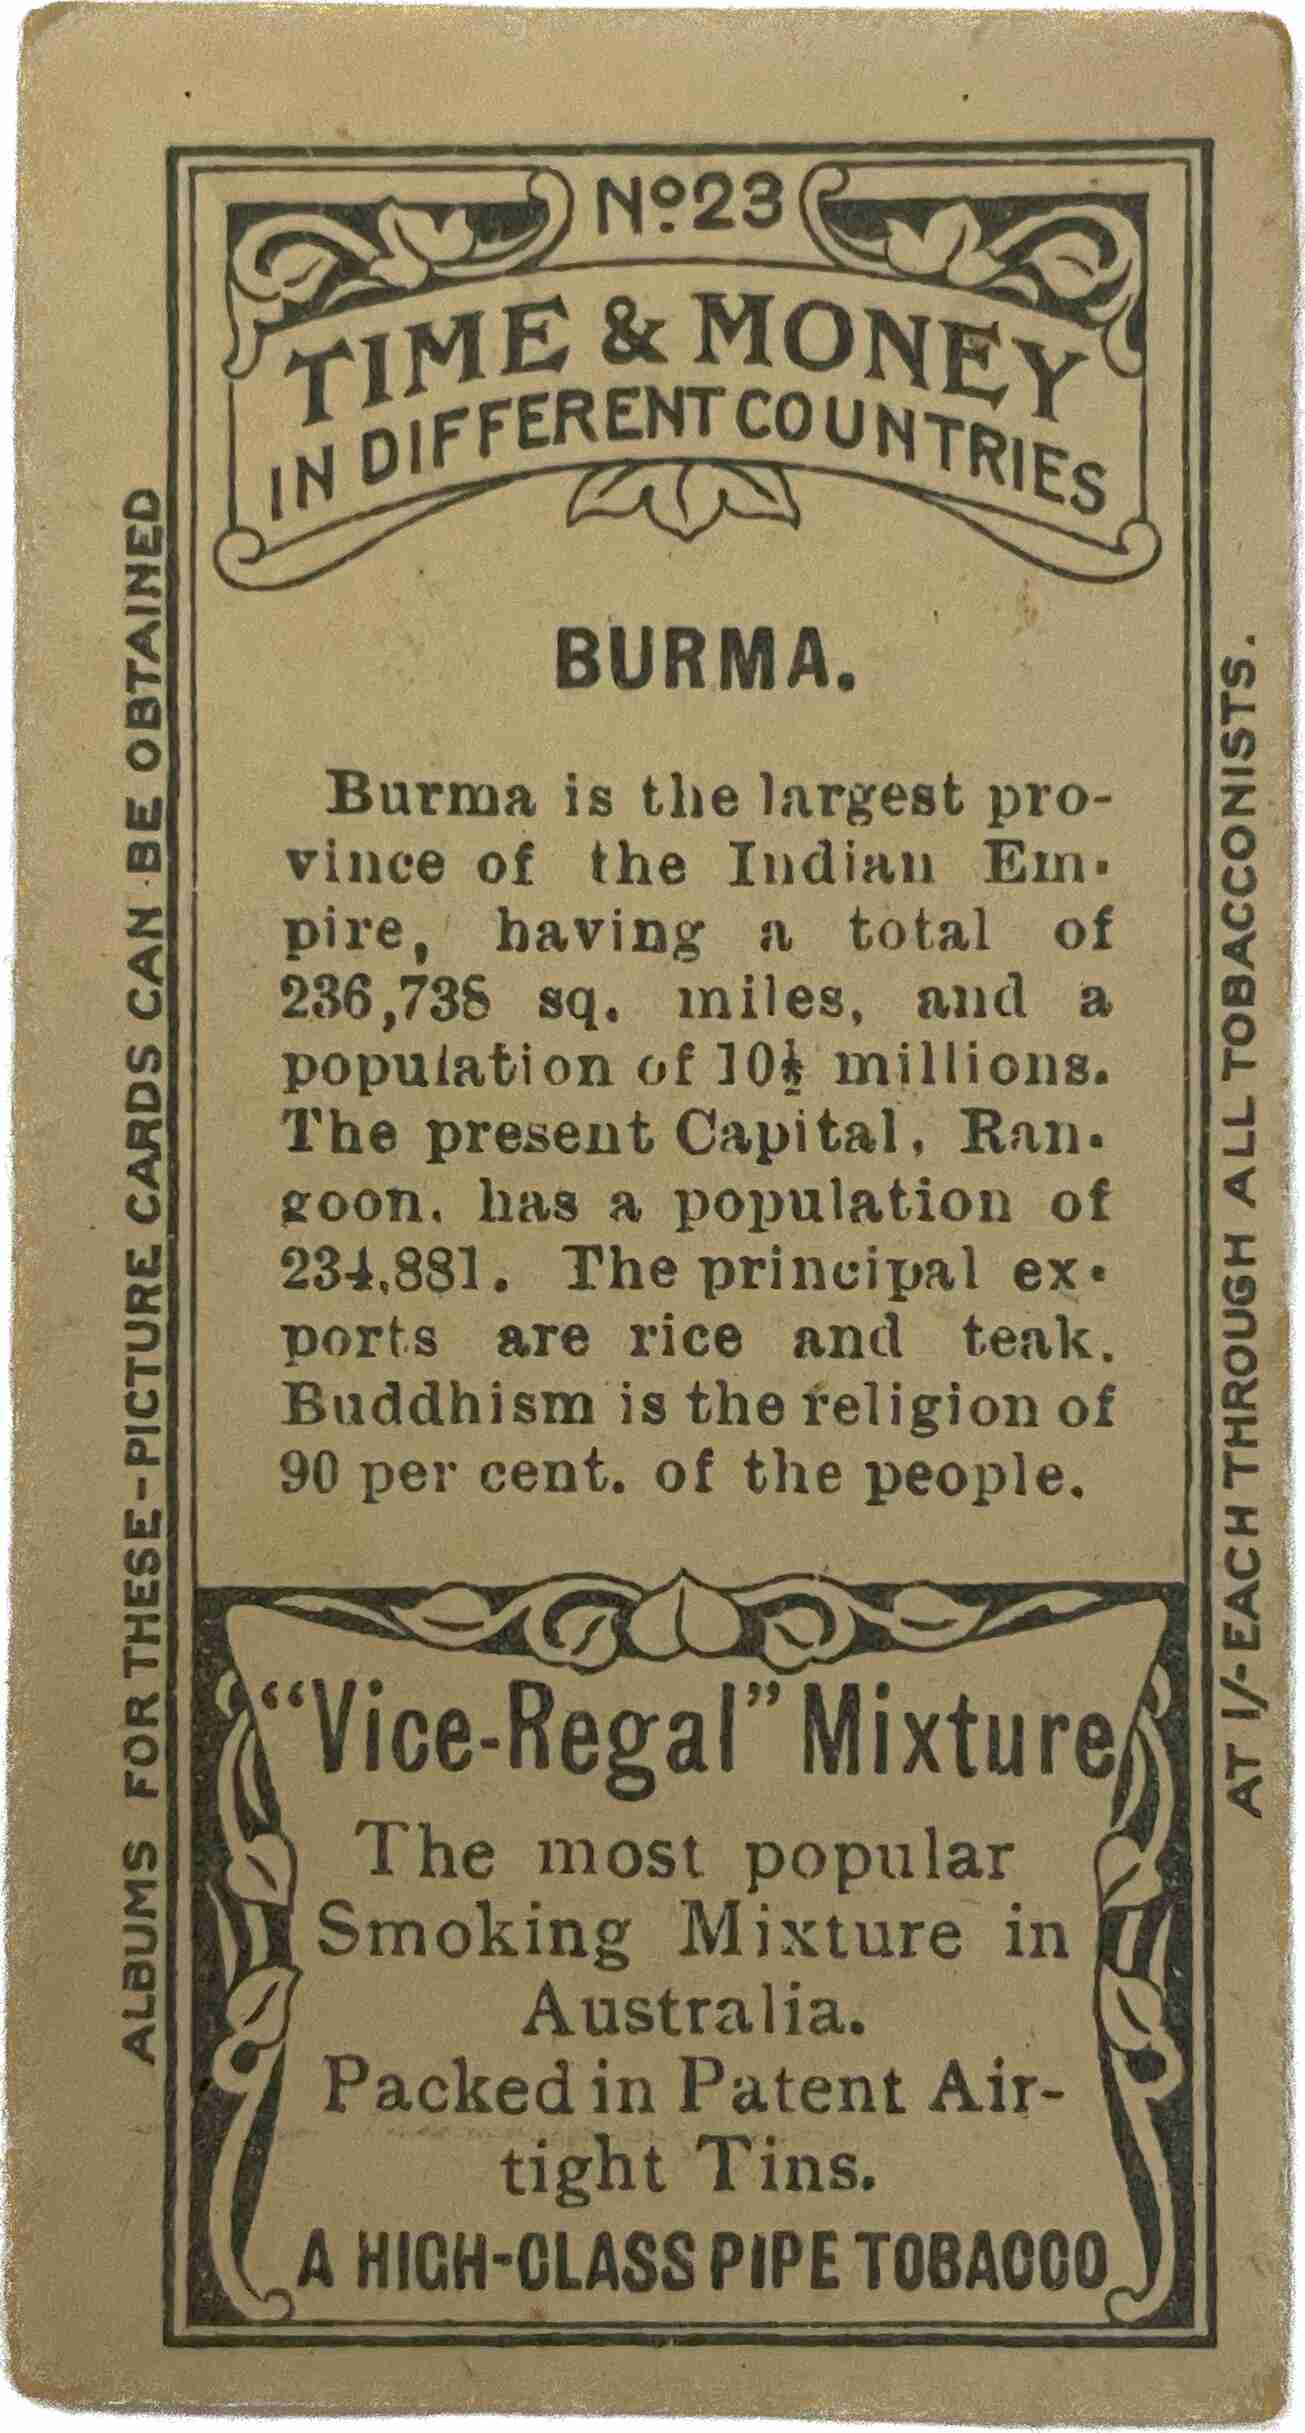 No. 23
TIME & MONEY
IN DIFFERENT COUNTRIES
BURMA.
Burma is the largest pro-
vince of the Indian Em-
pire, having a total of
236,738 sq. miles, and a
population of 10½ millions.
The present Capital, Ran-
goon, has a population of
234,881. The principal ex-
ports are rice and teak.
Buddhism is the religion of
90 per cent. of the people.
"Vice-Regal" Mixture
The most popular
Smoking Mixture in
Australia.
Packed in Patent Air-
tight Tins.
A HIGH-CLASS PIPE TOBACCO
ALBUMS FOR THESE-PICTURE CARDS CAN BE OBTAINED
AT 1/- EACH THROUGH ALL TOBACCONISTS.